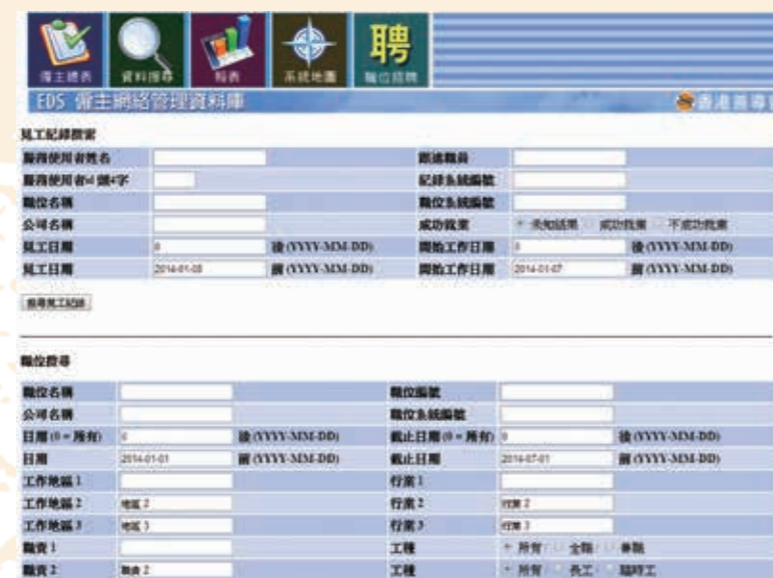 僱主總表 資料搜尋 報表 系統地圖 聘 職位招聘
EDS 僱主網絡管理資料庫 香港善導
見工紀錄搜索
服務使用者姓名 跟進職員
服務使用者id 頭4字 紀錄系統編號
職位名稱 職位系統編號
公司名稱 成功就業 未知結果 成功就業 不成功就業
見工日期 0 後 (YYYY-MM-DD) 開始工作日期 0 後 (YYYY-MM-DD)
見工日期 2014-01-08 前 (YYYY-MM-DD) 開始工作日期 2014-01-07 前 (YYYY-MM-DD)
搜尋見工紀錄
職位搜尋
職位名稱 職位編號
公司名稱 職位系統編號
日期 (0 = 所有) 0 後 (YYYY-MM-DD) 截止日期 (0 = 所有) 0 後 (YYYY-MM-DD)
日期 2014-01-01 前 (YYYY-MM-DD) 截止日期 2014-07-01 前 (YYYY-MM-DD)
工作地區 1 行業 1
工作地區 2 地區 2 行業 2 行業 2
工作地區 3 地區 3 行業 3 行業 3
職責 1 工種 所有 / 全職 / 兼職
職責 2 職責 2 工種 所有 / 長工 / 臨時工